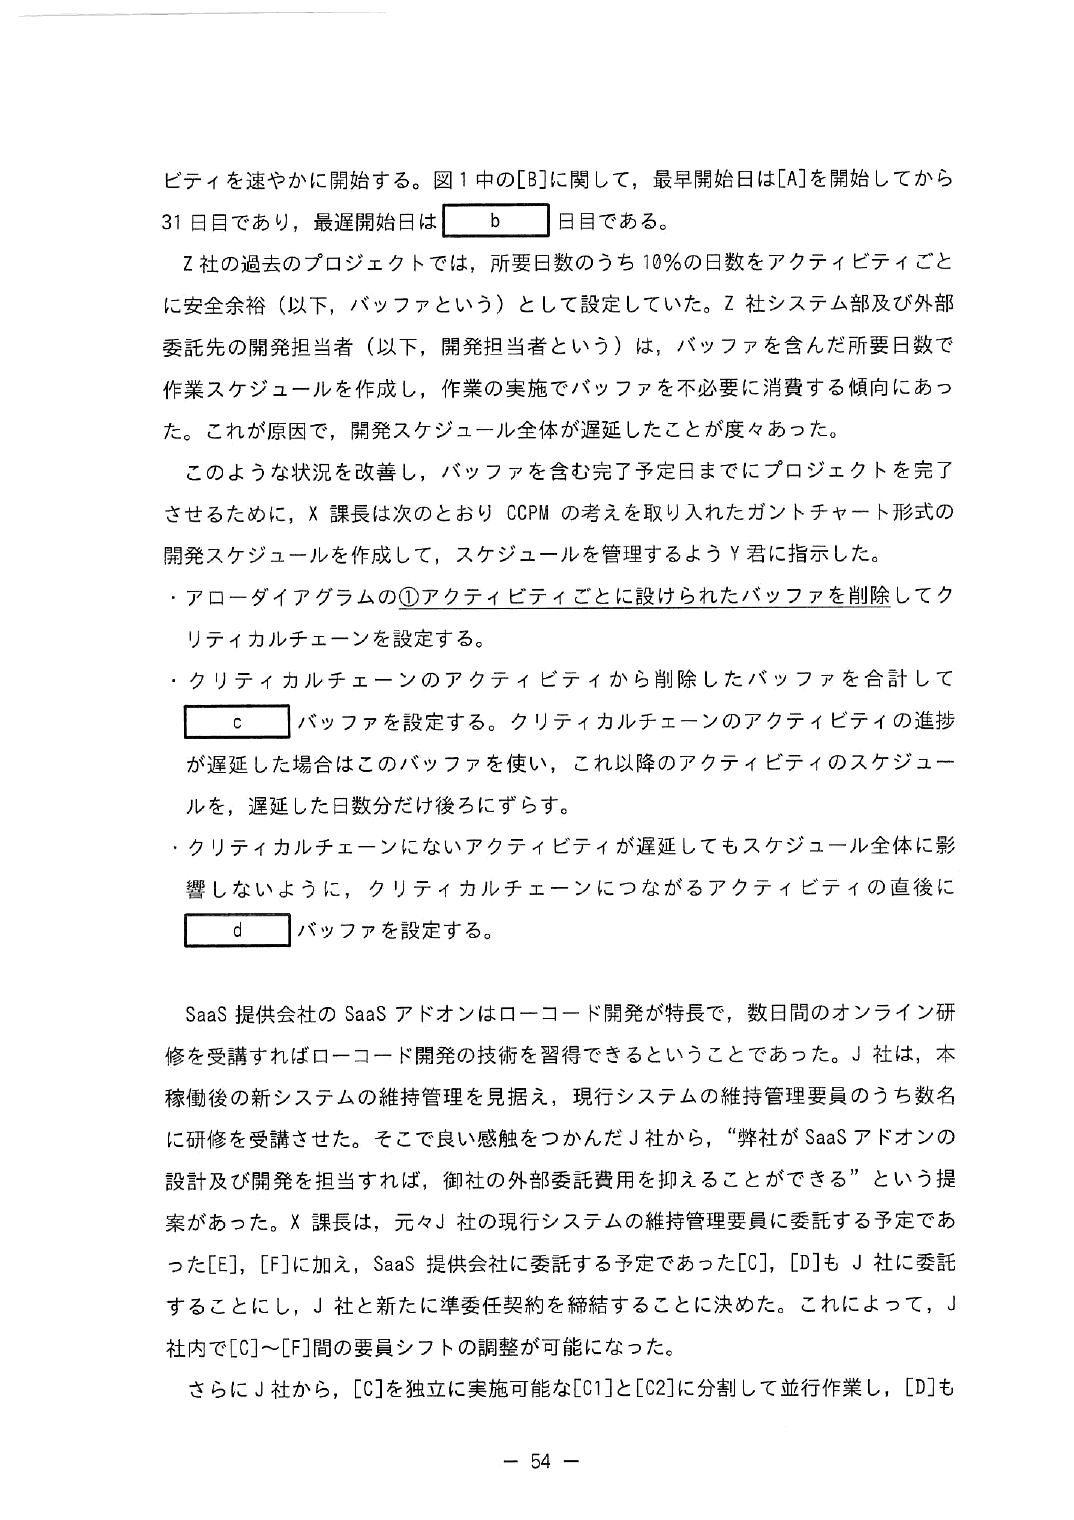 ビティを速やかに開始する。図1中の[B]に関して，最早開始日は[A]を開始してから
31日目であり，最遅開始日は b 日目である。
Z社の過去のプロジェクトでは，所要日数のうち10%の日数をアクティビティごと
に安全余裕（以下，バッファという）として設定していた。Z社システム部及び外部
委託先の開発担当者（以下，開発担当者という）は，バッファを含んだ所要日数で
作業スケジュールを作成し，作業の実施でバッファを不必要に消費する傾向にあっ
た。これが原因で，開発スケジュール全体が遅延したことが度々あった。
このような状況を改善し，バッファを含む完了予定日までにプロジェクトを完了
させるために，X課長は次のとおりCCPMの考えを取り入れたガントチャート形式の
開発スケジュールを作成して，スケジュールを管理するようY君に指示した。
・アローダイアグラムの①アクティビティごとに設けられたバッファを削除してク
リティカルチェーンを設定する。
・クリティカルチェーンのアクティビティから削除したバッファを合計して
c バッファを設定する。クリティカルチェーンのアクティビティの進捗
が遅延した場合はこのバッファを使い，これ以降のアクティビティのスケジュー
ルを，遅延した日数分だけ後ろにずらす。
・クリティカルチェーンにないアクティビティが遅延してもスケジュール全体に影
響しないように，クリティカルチェーンにつながるアクティビティの直後に
d バッファを設定する。
SaaS提供会社のSaaSアドオンはローコード開発が特長で，数日間のオンライン研
修を受講すればローコード開発の技術を習得できるということであった。J社は，本
稼働後の新システムの維持管理を見据え，現行システムの維持管理要員のうち数名
に研修を受講させた。そこで良い感触をつかんだJ社から，“弊社がSaaSアドオンの
設計及び開発を担当すれば，御社の外部委託費用を抑えることができる”という提
案があった。X課長は，元々J社の現行システムの維持管理要員に委託する予定であ
った[E]，[F]に加え，SaaS提供会社に委託する予定であった[C]，[D]もJ社に委託
することにし，J社と新たに準委任契約を締結することに決めた。これによって，J
社内で[C]～[F]間の要員シフトの調整が可能になった。
さらにJ社から，[C]を独立に実施可能な[C1]と[C2]に分割して並行作業し，[D]も
－ 54 －